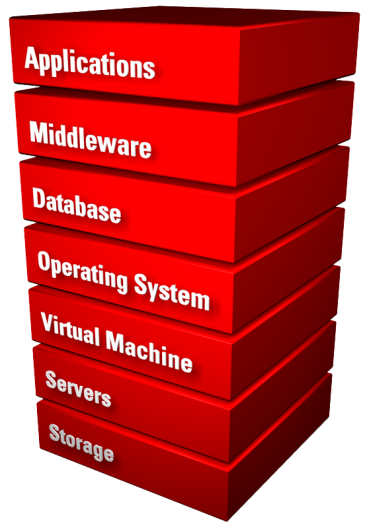 Applications
Middleware
Database
Operating System
Virtual Machine
Servers
Storage